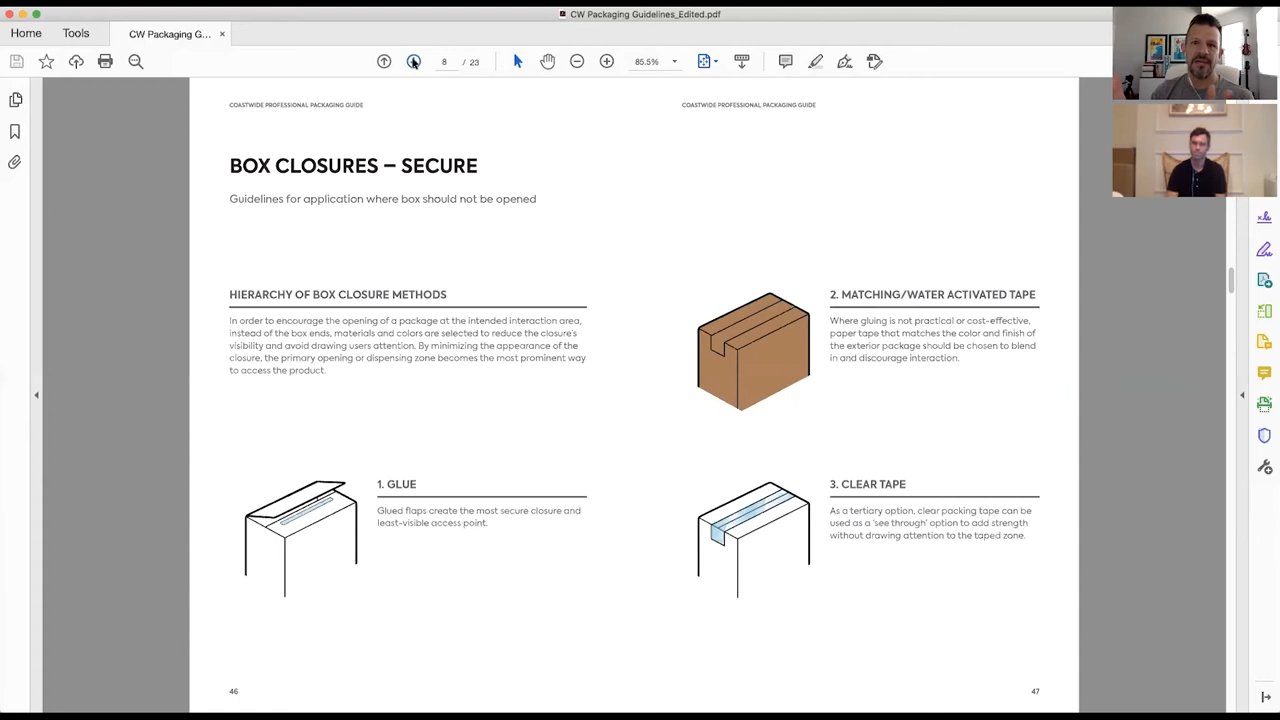 CW Packaging Guidelines_Edited.pdf
Home
Tools
CW Packaging G... ×
8 / 23
85.5%
COASTWIDE PROFESSIONAL PACKAGING GUIDE
COASTWIDE PROFESSIONAL PACKAGING GUIDE
BOX CLOSURES – SECURE
Guidelines for application where box should not be opened
HIERARCHY OF BOX CLOSURE METHODS
In order to encourage the opening of a package at the intended interaction area,
instead of the box ends, materials and colors are selected to reduce the closure's
visibility and avoid drawing users attention. By minimizing the appearance of the
closure, the primary opening or dispensing zone becomes the most prominent way
to access the product.
1. GLUE
Glued flaps create the most secure closure and
least-visible access point.
2. MATCHING/WATER ACTIVATED TAPE
Where gluing is not practical or cost-effective,
paper tape that matches the color and finish of
the exterior package should be chosen to blend
in and discourage interaction.
3. CLEAR TAPE
As a tertiary option, clear packing tape can be
used as a 'see through' option to add strength
without drawing attention to the taped zone.
46
47